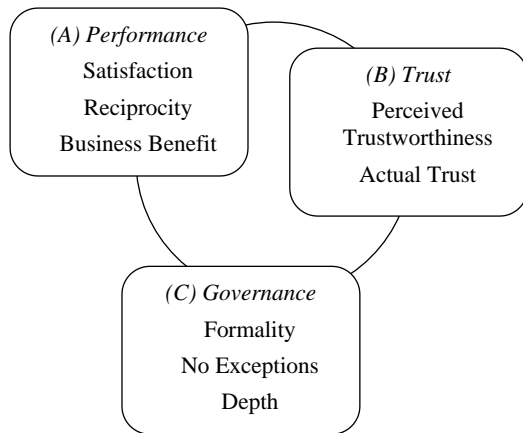 (A) Performance
Satisfaction
Reciprocity
Business Benefit
(B) Trust
Perceived
Trustworthiness
Actual Trust
(C) Governance
Formality
No Exceptions
Depth